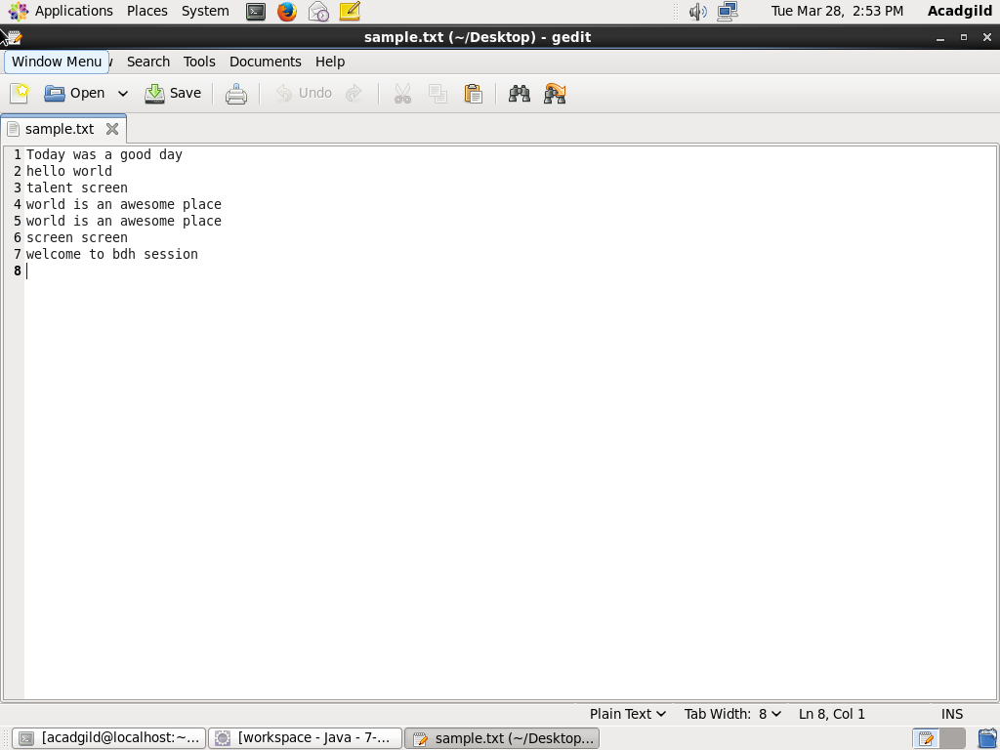 Applications Places System Tue Mar 28, 2:53 PM Acadgild
sample.txt (~/Desktop) - gedit
Window Menu Search Tools Documents Help
Open Save Undo
sample.txt
1 Today was a good day
2 hello world
3 talent screen
4 world is an awesome place
5 world is an awesome place
6 screen screen
7 welcome to bdh session
8
Plain Text Tab Width: 8 Ln 8, Col 1 INS
[acadgild@localhost:~... [workspace - Java - 7-... sample.txt (~/Desktop...